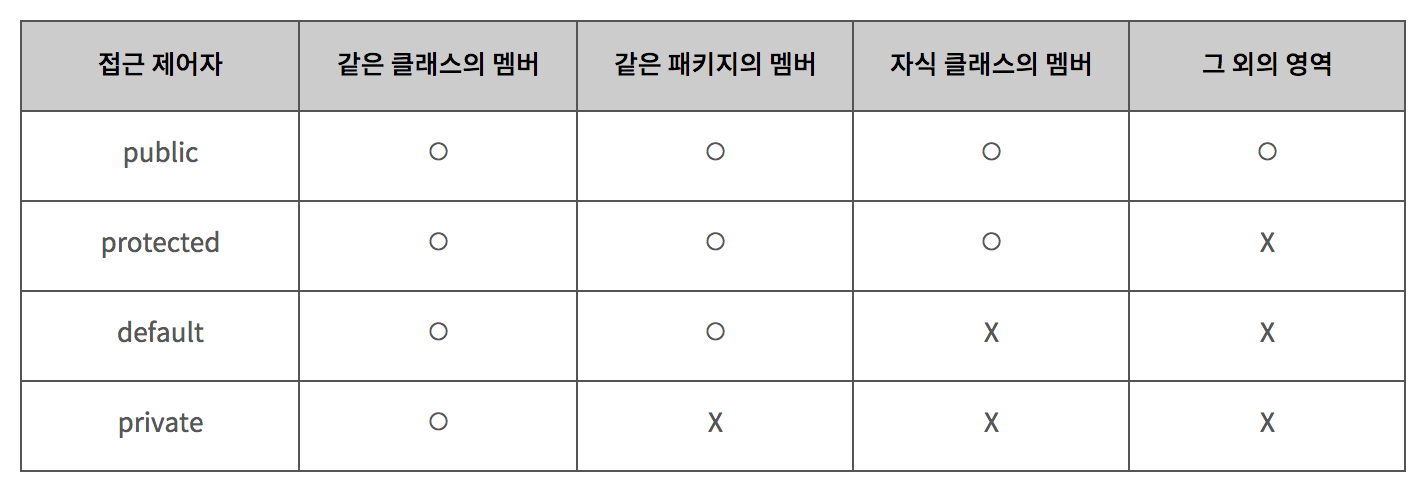 접근 제어자 같은 클래스의 멤버 같은 패키지의 멤버 자식 클래스의 멤버 그 외의 영역
public ○ ○ ○ ○
protected ○ ○ ○ X
default ○ ○ X X
private ○ X X X